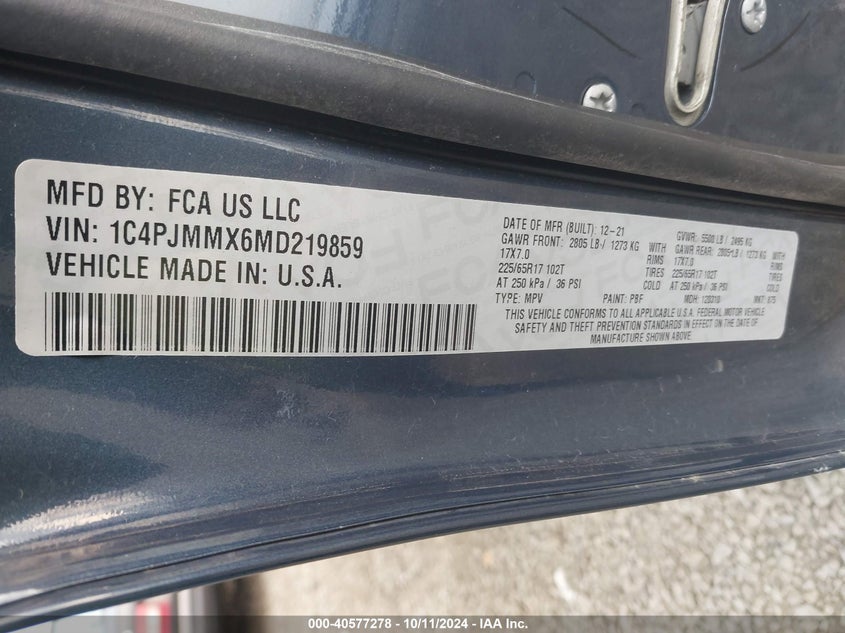 MFD BY: FCA US LLC
VIN: 1C4PJMMX6MD219859
VEHICLE MADE IN: U.S.A.
DATE OF MFR (BUILT): 12-21 GVWR: 5500 LB / 2495 KG
GAWR FRONT: 2805 LB / 1273 KG WITH GAWR REAR: 2805 LB / 1273 KG WITH
17X7.0 RIMS 17X7.0 RIMS
225/65R17 102T TIRES 225/65R17 102T TIRES
AT 250 kPa / 36 PSI COLD AT 250 kPa / 36 PSI COLD
TYPE: MPV PAINT: PBF MDH: MKT:
THIS VEHICLE CONFORMS TO ALL APPLICABLE U.S.A. FEDERAL MOTOR VEHICLE
SAFETY AND THEFT PREVENTION STANDARDS IN EFFECT ON THE DATE OF
MANUFACTURE SHOWN ABOVE.
000-40577278 - 10/11/2024 - IAA Inc.